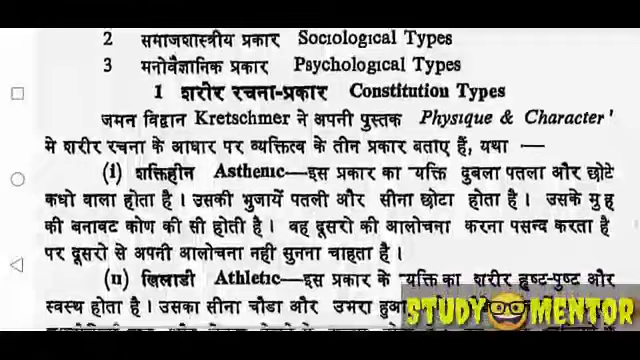 2 समाजशास्त्रीय प्रकार Sociological Types
3 मनोवैज्ञानिक प्रकार Psychological Types
1 शरीर रचना-प्रकार Constitution Types
जमन विद्वान Kretschmer ने अपनी पुस्तक Physique & Character'
मे शरीर रचना के आधार पर व्यक्तित्व के तीन प्रकार बताए हैं, यथा —
(i) शक्तिहीन Asthenic—इस प्रकार का व्यक्ति दुबला पतला और छोटे
कधो वाला होता है। उसकी भुजायें पतली और सीना छोटा होता है। उसके मुह
की बनावट कोण की सी होती है। वह दूसरो की आलोचना करना पसन्द करता है
पर दूसरो से अपनी आलोचना नही सुनना चाहता है।
(ii) खिलाडी Athletic—इस प्रकार के व्यक्ति का शरीर हृष्ट-पुष्ट और
स्वस्थ होता है। उसका सीना चौडा और उभरा हुआ
STUDY MENTOR